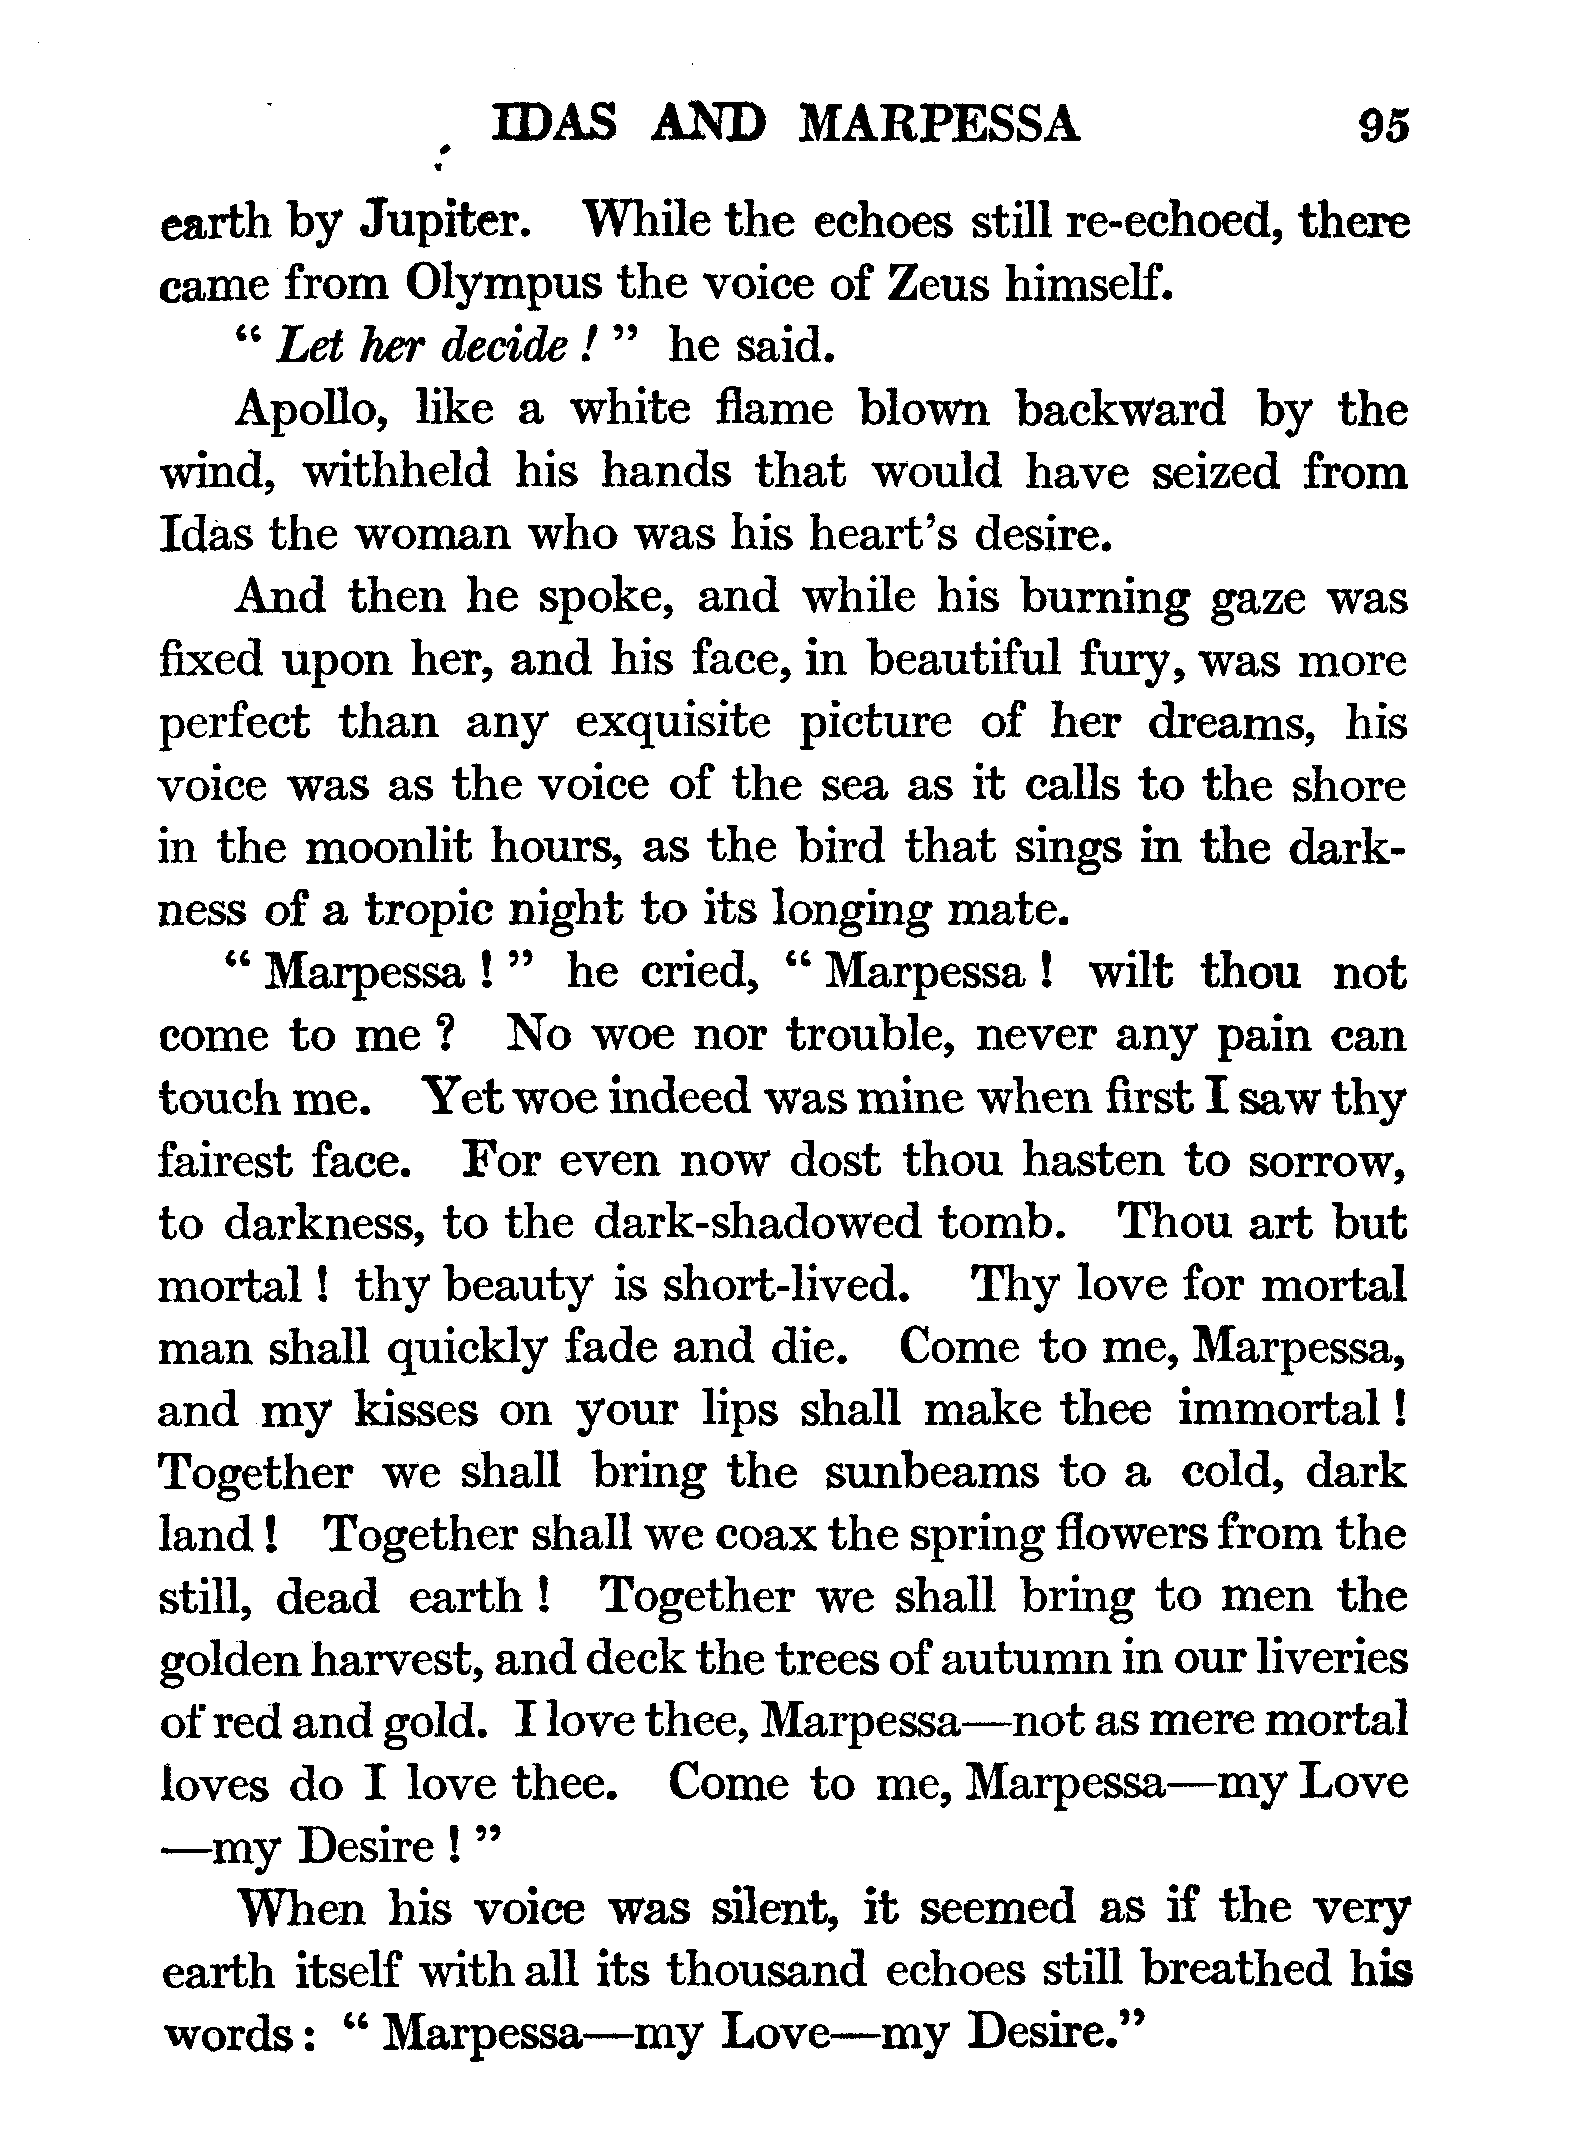 IDAS AND MARPESSA 95
earth by Jupiter. While the echoes still re-echoed, there
came from Olympus the voice of Zeus himself.
“ Let her decide ! ” he said.
Apollo, like a white flame blown backward by the
wind, withheld his hands that would have seized from
Idas the woman who was his heart’s desire.
And then he spoke, and while his burning gaze was
fixed upon her, and his face, in beautiful fury, was more
perfect than any exquisite picture of her dreams, his
voice was as the voice of the sea as it calls to the shore
in the moonlit hours, as the bird that sings in the dark-
ness of a tropic night to its longing mate.
“ Marpessa ! ” he cried, “ Marpessa ! wilt thou not
come to me ? No woe nor trouble, never any pain can
touch me. Yet woe indeed was mine when first I saw thy
fairest face. For even now dost thou hasten to sorrow,
to darkness, to the dark-shadowed tomb. Thou art but
mortal ! thy beauty is short-lived. Thy love for mortal
man shall quickly fade and die. Come to me, Marpessa,
and my kisses on your lips shall make thee immortal !
Together we shall bring the sunbeams to a cold, dark
land ! Together shall we coax the spring flowers from the
still, dead earth ! Together we shall bring to men the
golden harvest, and deck the trees of autumn in our liveries
of red and gold. I love thee, Marpessa—not as mere mortal
loves do I love thee. Come to me, Marpessa—my Love
—my Desire ! ”
When his voice was silent, it seemed as if the very
earth itself with all its thousand echoes still breathed his
words : “ Marpessa—my Love—my Desire.”